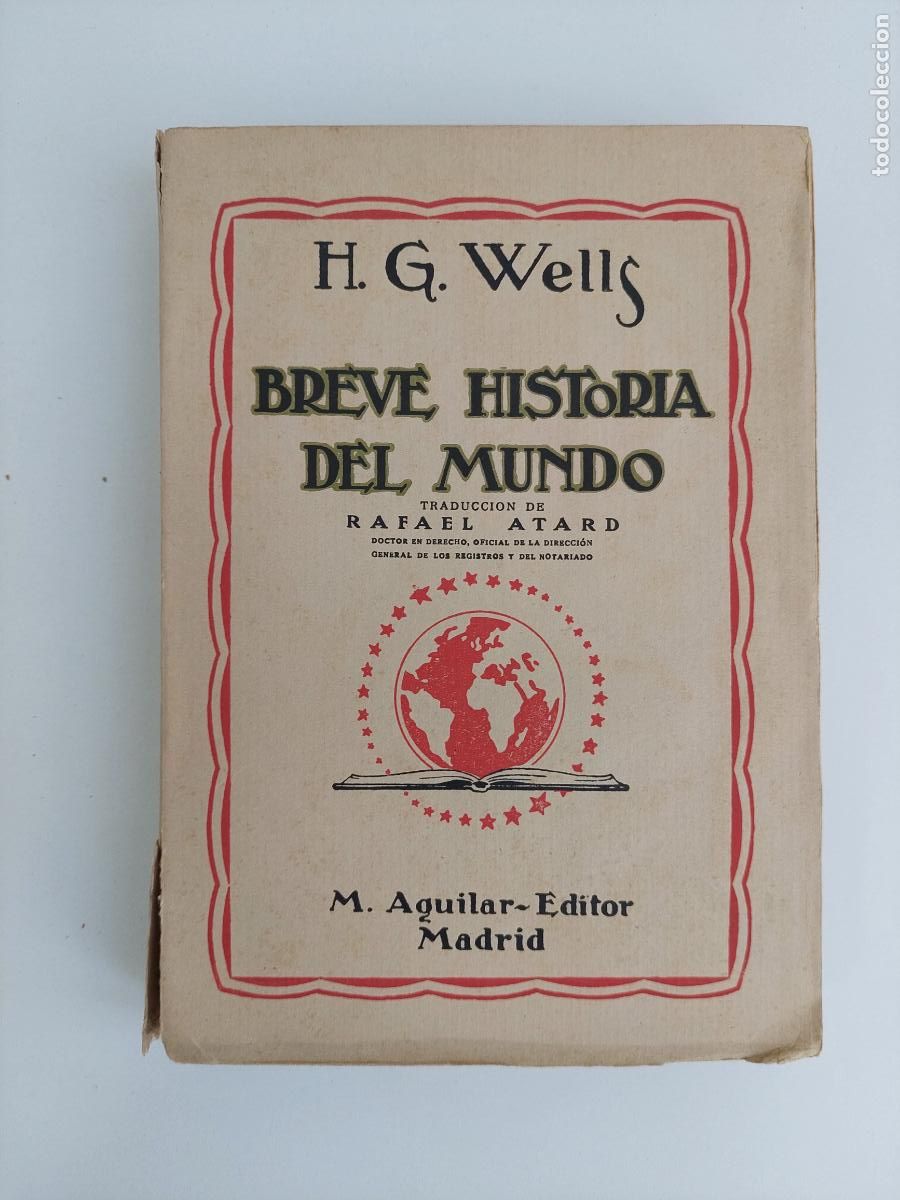 H. G. Wells
BREVE HISTORIA
DEL MUNDO
TRADUCCION DE
RAFAEL ATARD
DOCTOR EN DERECHO, OFICIAL DE LA DIRECCIÓN
GENERAL DE LOS REGISTROS Y DEL NOTARIADO
M. Aguilar-Editor
Madrid
todocoleccion